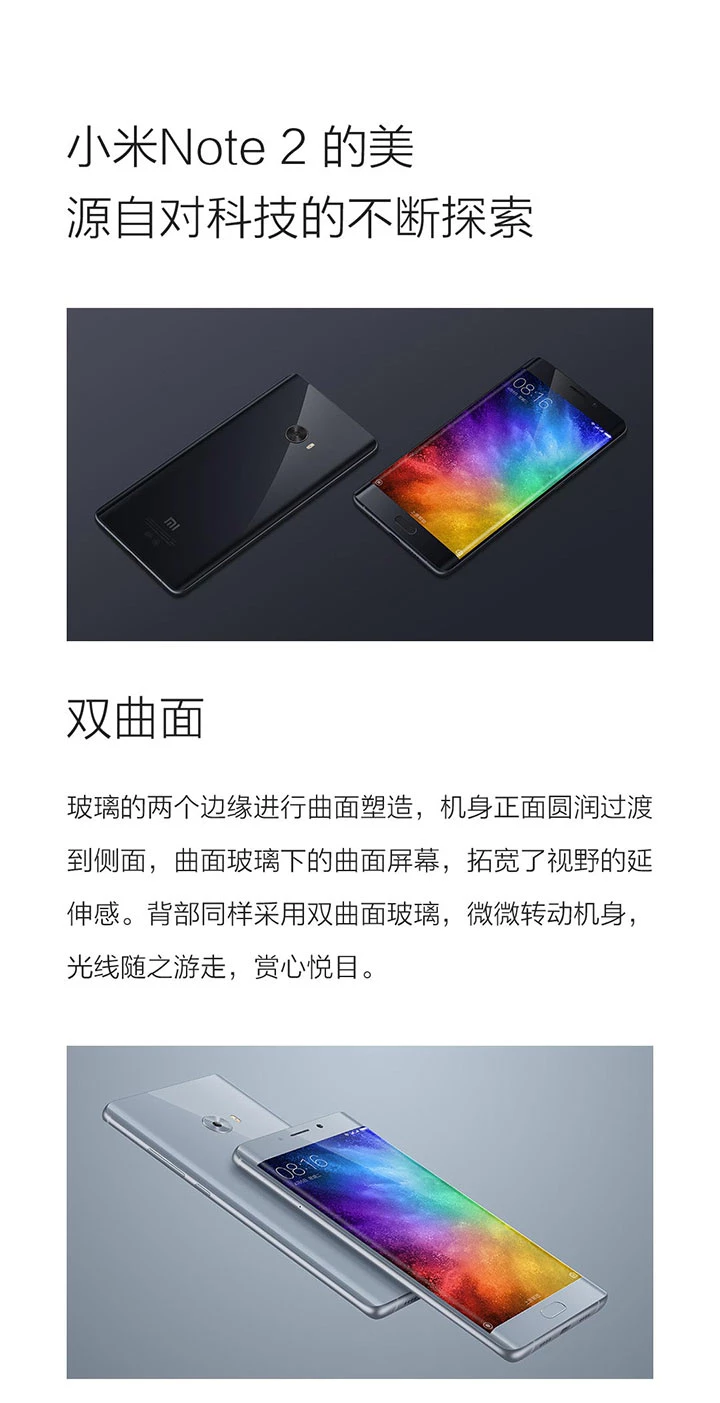 小米Note 2 的美
源自对科技的不断探索
08:16
mi
双曲面
玻璃的两个边缘进行曲面塑造，机身正面圆润过渡
到侧面，曲面玻璃下的曲面屏幕，拓宽了视野的延
伸感。背部同样采用双曲面玻璃，微微转动机身，
光线随之游走，赏心悦目。
08:16